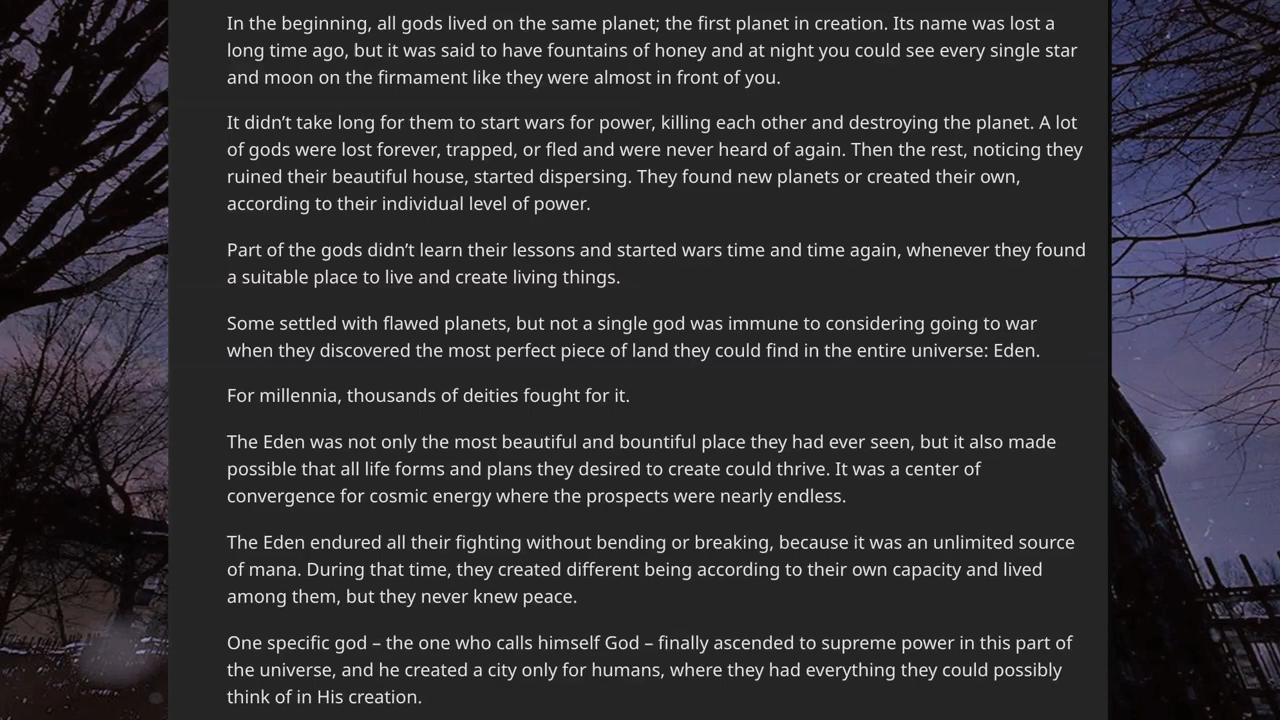 In the beginning, all gods lived on the same planet; the first planet in creation. Its name was lost a
long time ago, but it was said to have fountains of honey and at night you could see every single star
and moon on the firmament like they were almost in front of you.
It didn’t take long for them to start wars for power, killing each other and destroying the planet. A lot
of gods were lost forever, trapped, or fled and were never heard of again. Then the rest, noticing they
ruined their beautiful house, started dispersing. They found new planets or created their own,
according to their individual level of power.
Part of the gods didn’t learn their lessons and started wars time and time again, whenever they found
a suitable place to live and create living things.
Some settled with flawed planets, but not a single god was immune to considering going to war
when they discovered the most perfect piece of land they could find in the entire universe: Eden.
For millennia, thousands of deities fought for it.
The Eden was not only the most beautiful and bountiful place they had ever seen, but it also made
possible that all life forms and plans they desired to create could thrive. It was a center of
convergence for cosmic energy where the prospects were nearly endless.
The Eden endured all their fighting without bending or breaking, because it was an unlimited source
of mana. During that time, they created different being according to their own capacity and lived
among them, but they never knew peace.
One specific god – the one who calls himself God – finally ascended to supreme power in this part of
the universe, and he created a city only for humans, where they had everything they could possibly
think of in His creation.